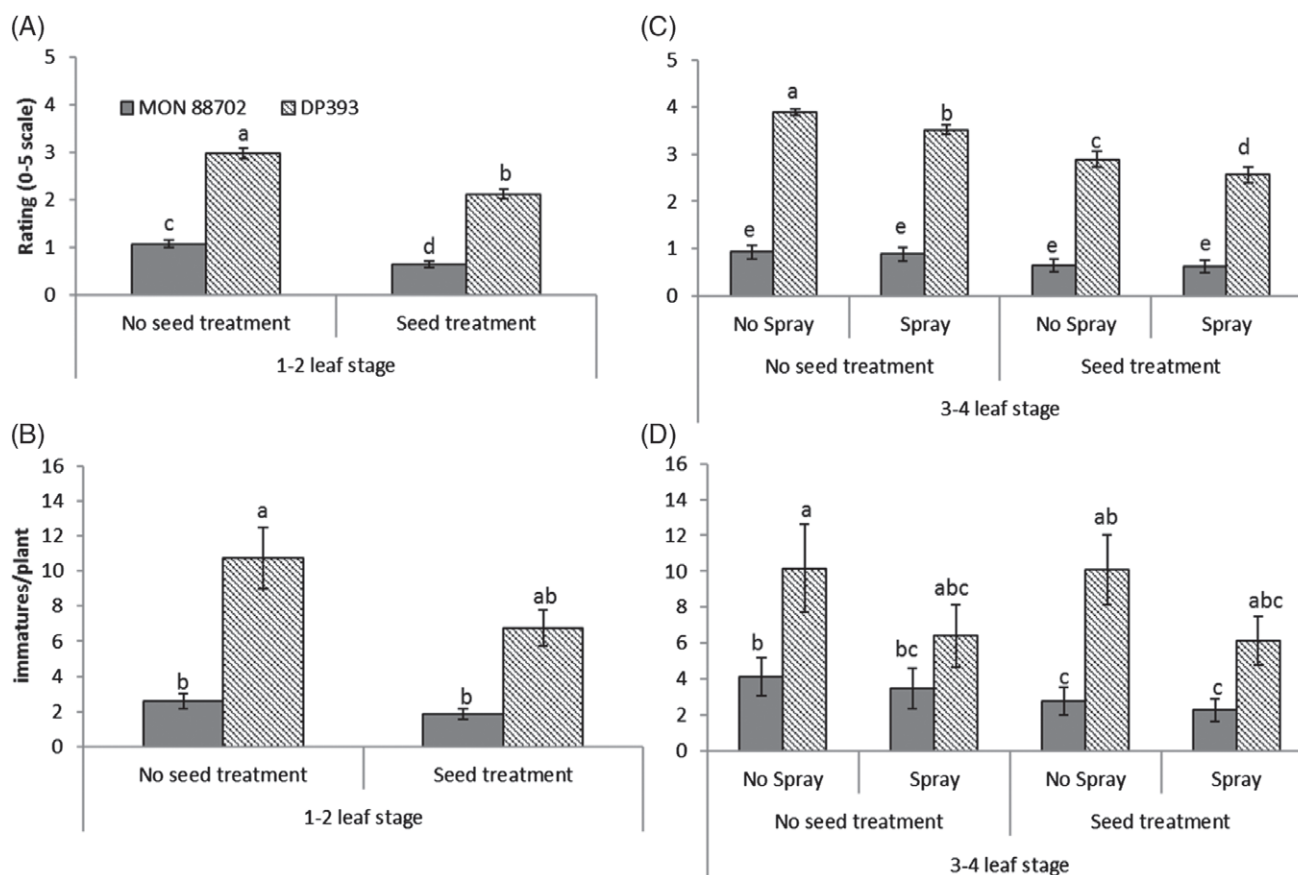 (A)
Rating (0-5 scale)
5
4
3
2
1
0
MON 88702 DP393
c a d b
No seed treatment Seed treatment
1-2 leaf stage
(B)
immatures/plant
16
14
12
10
8
6
4
2
0
b a b ab
No seed treatment Seed treatment
1-2 leaf stage
(C)
5
4
3
2
1
0
e a e b e c e d
No Spray Spray No Spray Spray
No seed treatment Seed treatment
3-4 leaf stage
(D)
16
14
12
10
8
6
4
2
0
b a bc abc c ab c abc
No Spray Spray No Spray Spray
No seed treatment Seed treatment
3-4 leaf stage